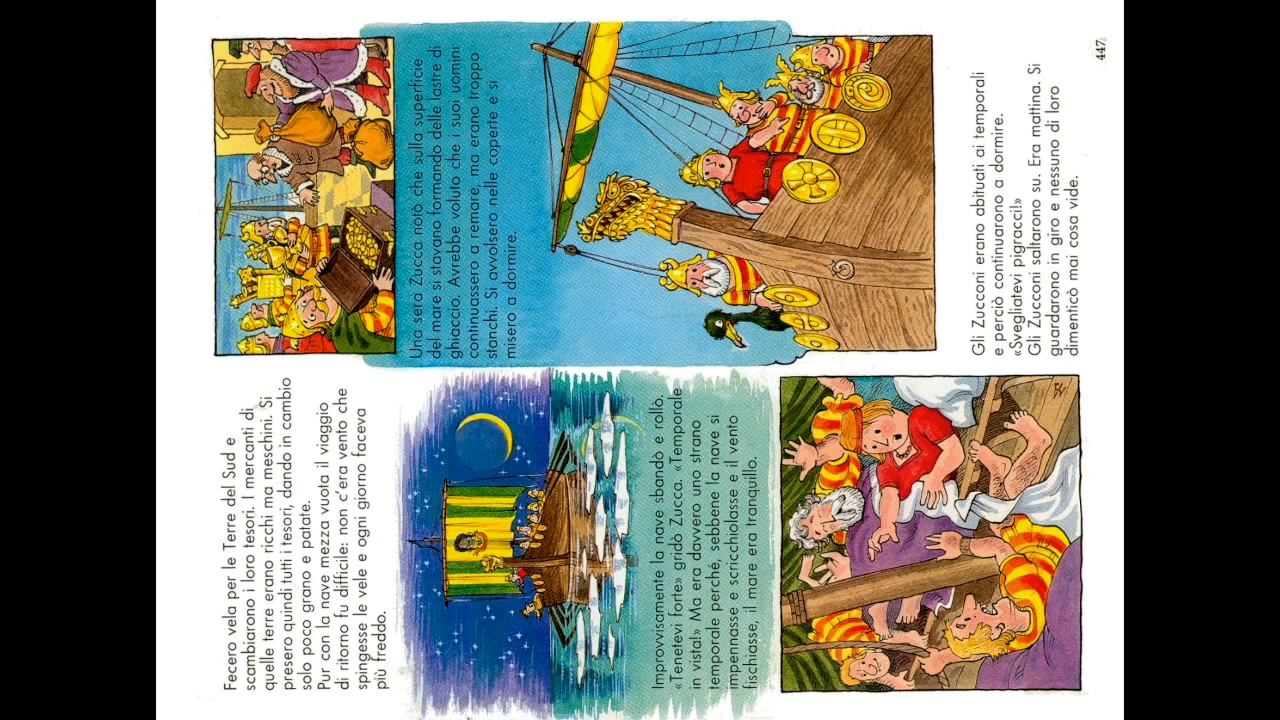 Fecero vela per le Terre del Sud e
scambiarono i loro tesori. I mercanti di
quelle terre erano ricchi ma meschini. Si
presero quindi tutti i tesori, dando in cambio
solo poco grano e patate.
Pur con la nave mezza vuota il viaggio
di ritorno fu difficile: non c'era vento che
spingesse le vele e ogni giorno faceva
più freddo.
Una sera Zucca notò che sulla superficie
del mare si stavano formando delle lastre di
ghiaccio. Avrebbe voluto che i suoi uomini
continuassero a remare, ma erano troppo
stanchi. Si avvolsero nelle coperte e si
misero a dormire.
Improvvisamente la nave sbandò e rollò.
«Tenetevi forte» gridò Zucca. «Temporale
in vista!» Ma era davvero uno strano
temporale perché, sebbene la nave si
impennasse e scricchiolasse e il vento
fischiasse, il mare era tranquillo.
Gli Zucconi erano abituati ai temporali
e perciò continuarono a dormire.
«Svegliatevi pigracci!»
Gli Zucconi saltarono su. Era mattina. Si
guardarono in giro e nessuno di loro
dimenticò mai cosa vide.
447